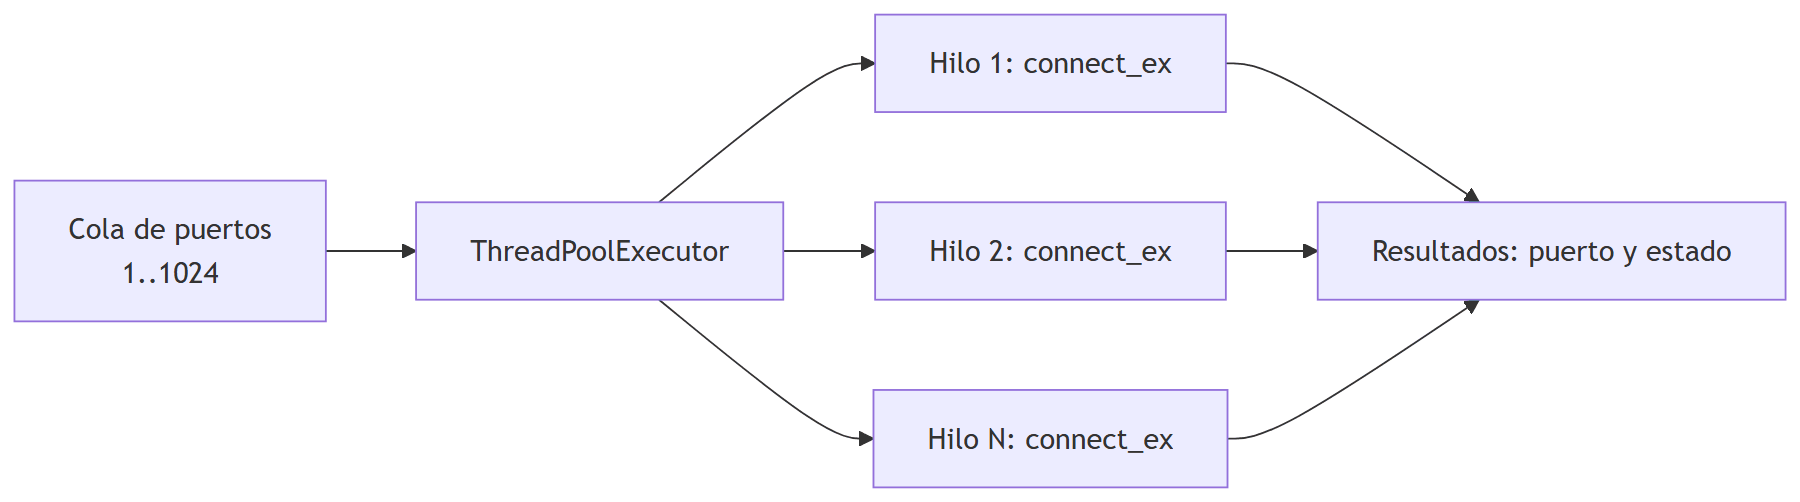 Cola de puertos
1..1024
ThreadPoolExecutor
Hilo 1: connect_ex
Hilo 2: connect_ex
Hilo N: connect_ex
Resultados: puerto y estado